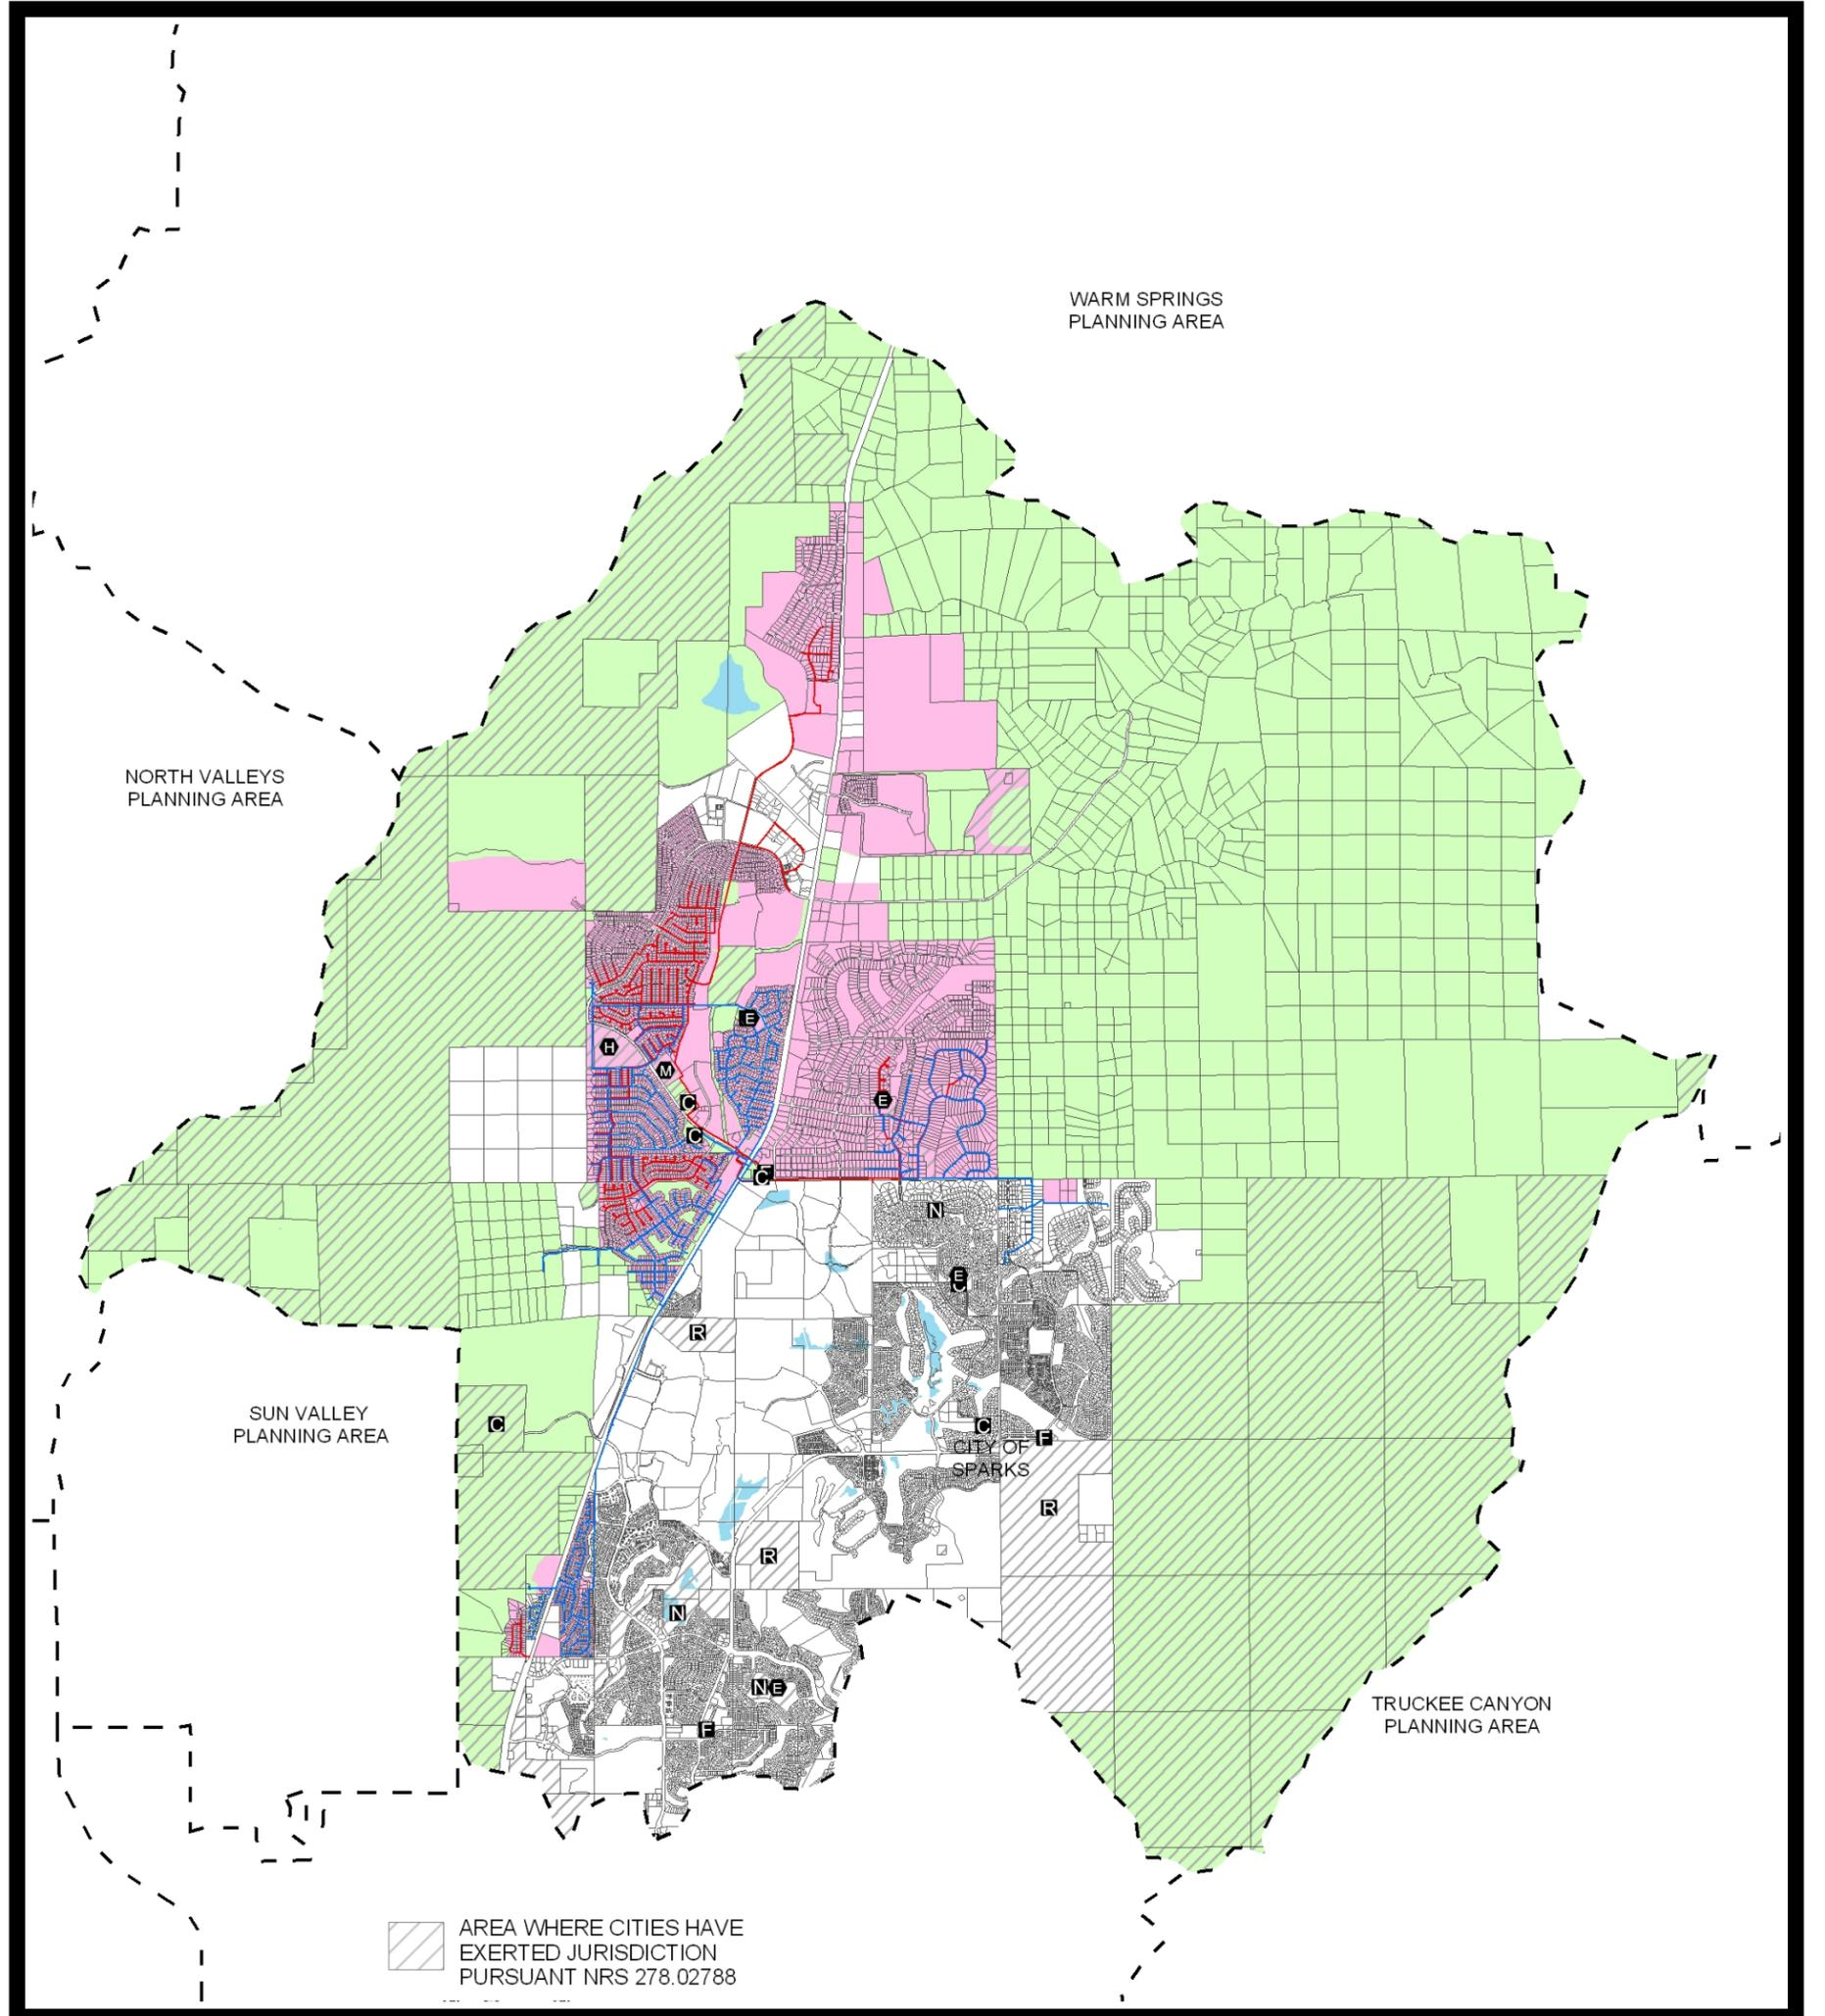 WARM SPRINGS
PLANNING AREA
NORTH VALLEYS
PLANNING AREA
E
H
M
C
C
E
C
N
E
C
R
SUN VALLEY
PLANNING AREA
C
C
F
CITY OF
SPARKS
R
R
N
N E
F
TRUCKEE CANYON
PLANNING AREA
AREA WHERE CITIES HAVE
EXERTED JURISDICTION
PURSUANT NRS 278.02788